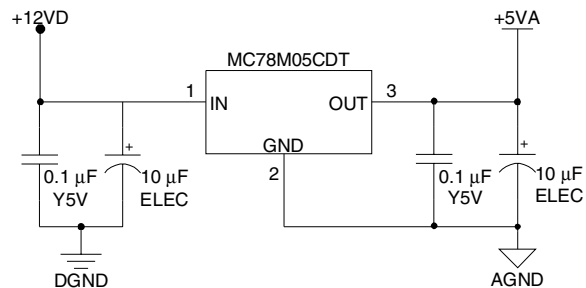 +12VD
+5VA
MC78M05CDT
1
IN
OUT
3
GND
2
+
0.1 μF
Y5V
10 μF
ELEC
+
0.1 μF
Y5V
10 μF
ELEC
DGND
AGND